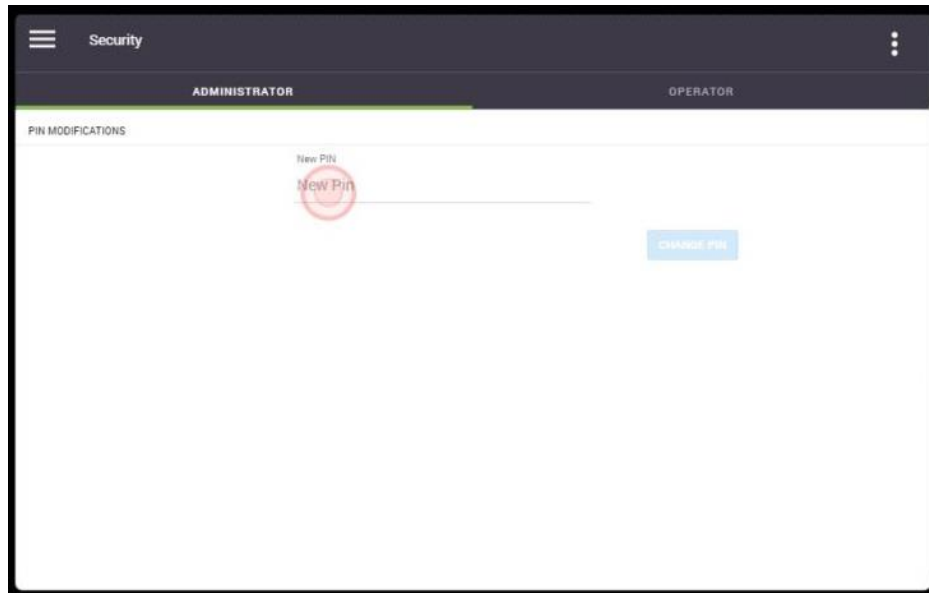 Security
ADMINISTRATOR
OPERATOR
PIN MODIFICATIONS
New PIN
New Pin
CHANGE PIN